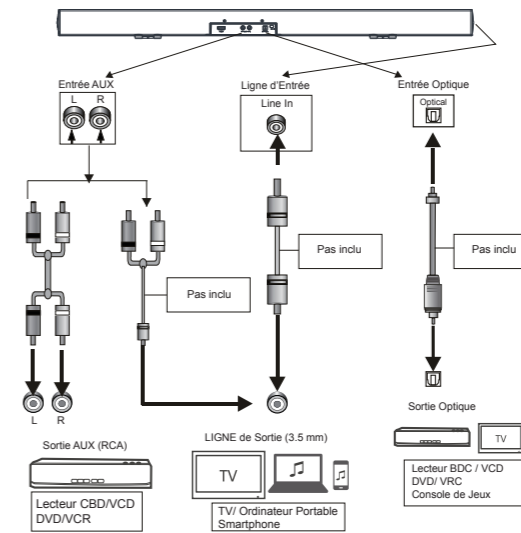 Entrée AUX
L R
Ligne d'Entrée
Line In
Entrée Optique
Optical
Pas inclu
Pas inclu
Pas inclu
L R
Sortie AUX (RCA)
Lecteur CBD/VCD
DVD/VCR
LIGNE de Sortie (3.5 mm)
TV
TV/ Ordinateur Portable
Smartphone
Sortie Optique
TV
Lecteur BDC / VCD
DVD/ VRC
Console de Jeux